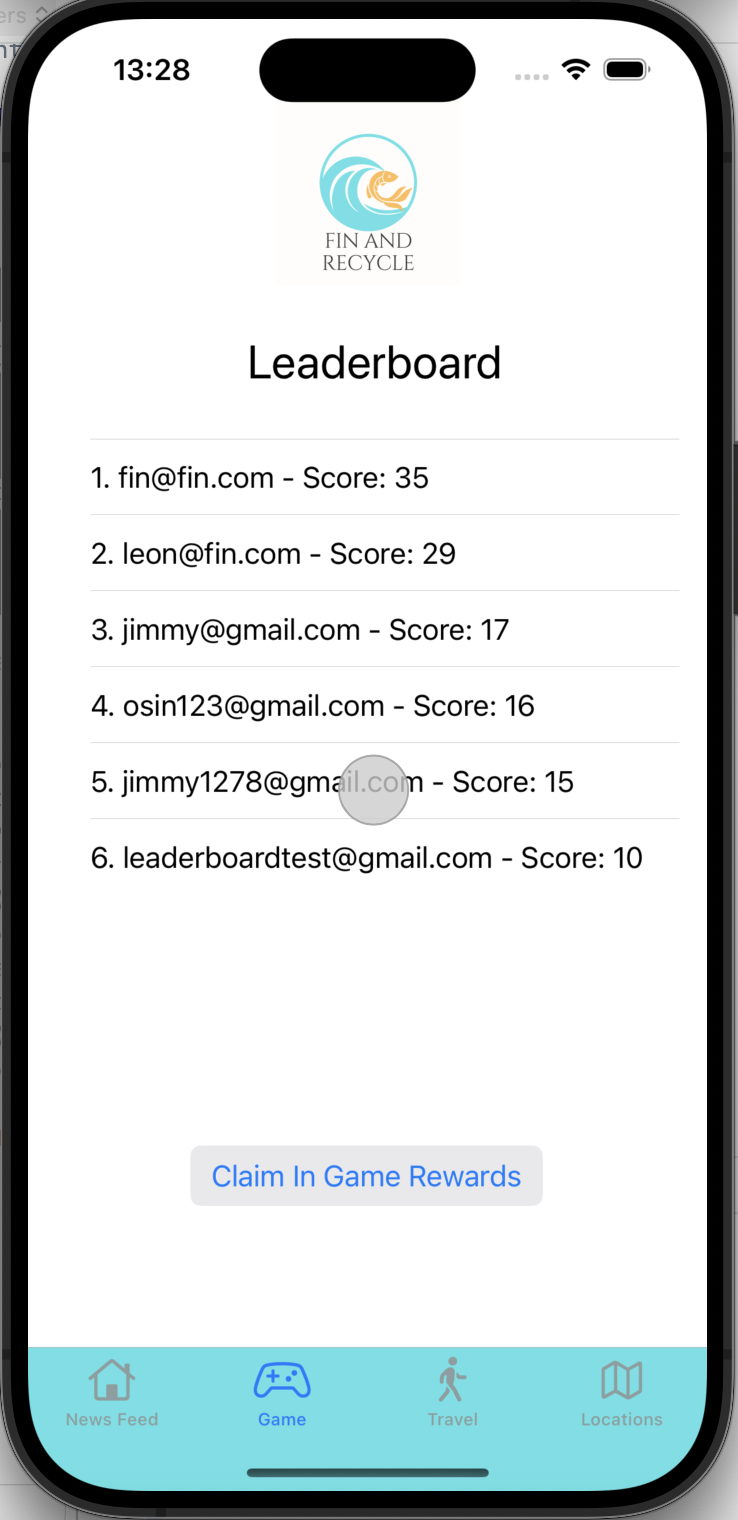 ers
13:28
FIN AND
RECYCLE
Leaderboard
1. fin@fin.com - Score: 35
2. leon@fin.com - Score: 29
3. jimmy@gmail.com - Score: 17
4. osin123@gmail.com - Score: 16
5. jimmy1278@gmail.com - Score: 15
6. leaderboardtest@gmail.com - Score: 10
Claim In Game Rewards
News Feed
Game
Travel
Locations